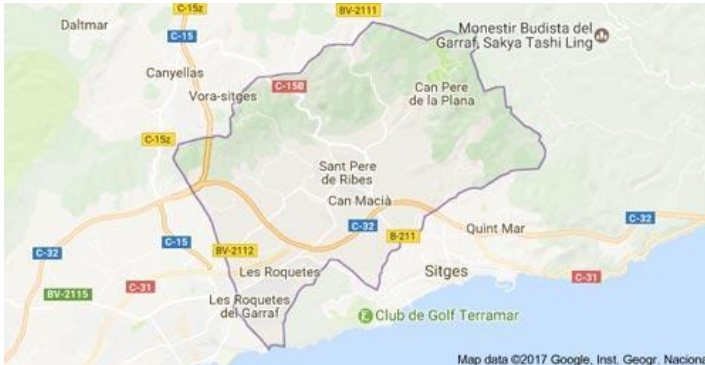 BV-2111
C-15z
Daltmar
C-15
Monestir Budista del
Garraf, Sakya Tashi Ling
Canyellas
Vora-sitges
C-15B
Can Pere
de la Plana
C-15z
Sant Pere
de Ribes
Can Macià
C-32
C-32
B-211
Quint Mar
C-15
BV-2112
C-32
Sitges
Les Roquetes
C-31
C-31
BV-2115
Les Roquetes
del Garraf
Club de Golf Terramar
Map data ©2017 Google, Inst. Geogr. Naciona